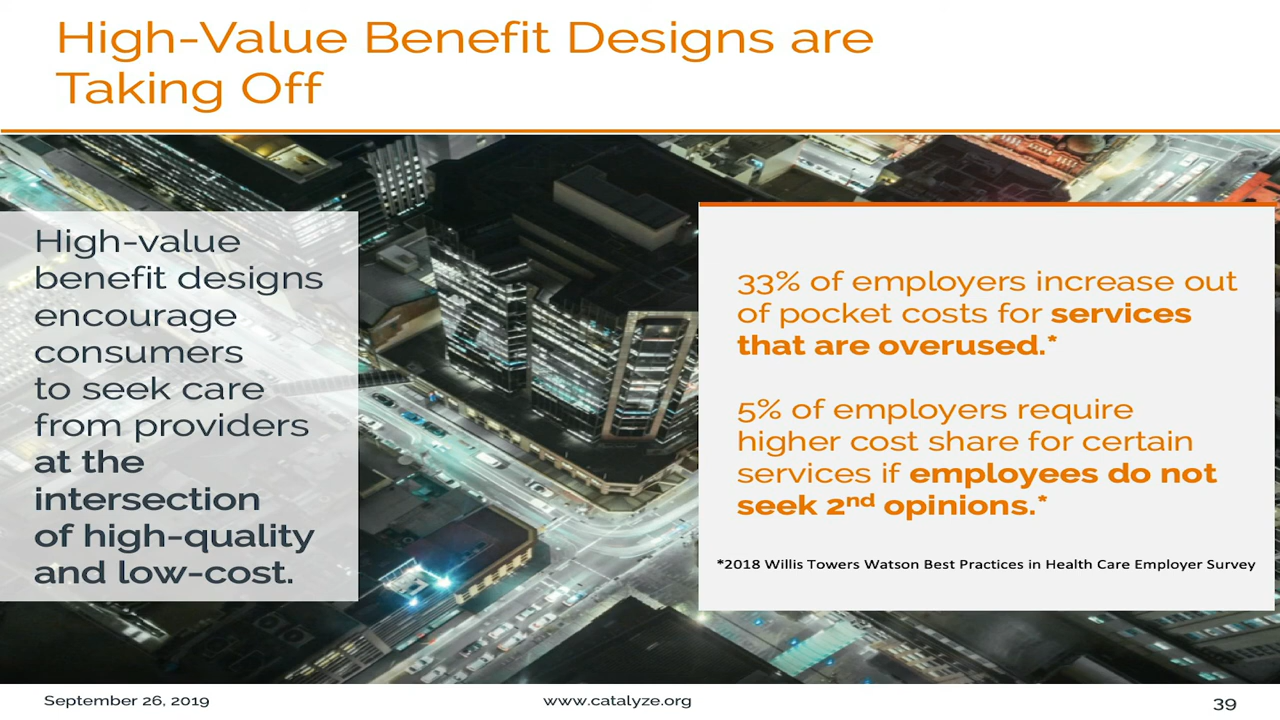 High-Value Benefit Designs are
Taking Off
High-value
benefit designs
encourage
consumers
to seek care
from providers
at the
intersection
of high-quality
and low-cost.
33% of employers increase out
of pocket costs for services
that are overused.*
5% of employers require
higher cost share for certain
services if employees do not
seek 2nd opinions.*
*2018 Willis Towers Watson Best Practices in Health Care Employer Survey
September 26, 2019
www.catalyze.org
39